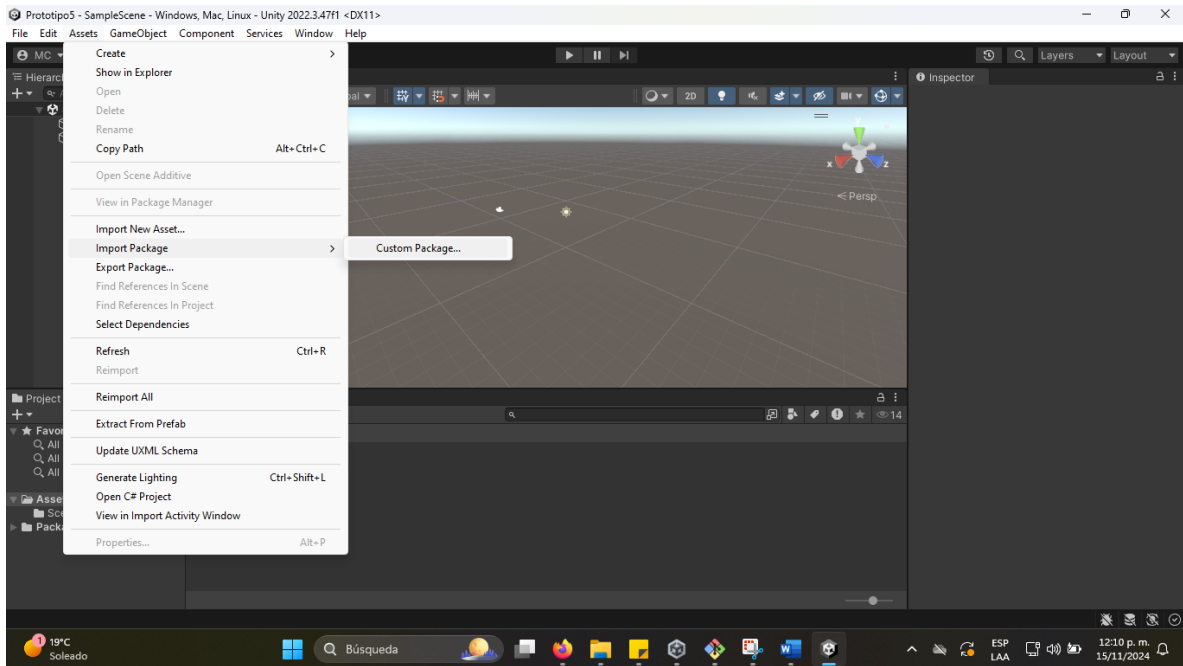 Prototipo5 - SampleScene - Windows, Mac, Linux - Unity 2022.3.47f1 <DX11>
File Edit Assets GameObject Component Services Window Help
MC
Layers
Layout
Create
Show in Explorer
Open
Delete
Rename
Copy Path Alt+Ctrl+C
Open Scene Additive
View in Package Manager
Import New Asset...
Import Package
Export Package...
Find References In Scene
Find References In Project
Select Dependencies
Refresh Ctrl+R
Reimport
Reimport All
Extract From Prefab
Update UXML Schema
Generate Lighting Ctrl+Shift+L
Open C# Project
View in Import Activity Window
Properties... Alt+P
Custom Package...
Hierarc
2D
y
x
z
Persp
Inspector
Project
14
Favor
All
All
All
Asse
Sce
Packa
1
19°C
Soleado
Búsqueda
ESP
LAA
12:10 p. m.
15/11/2024